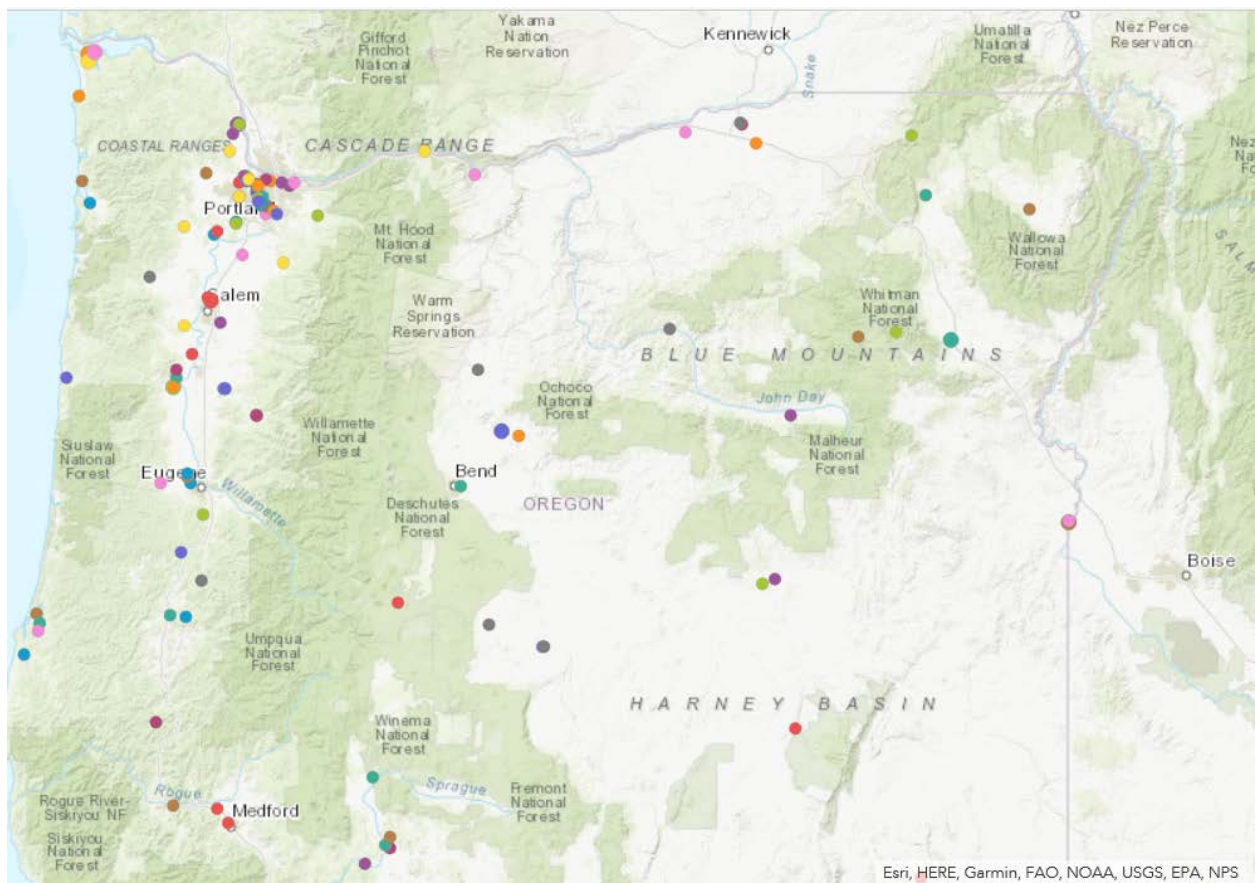 Yakama
Nation
Reservation
Kennewick
Umatilla
National
Forest
Nez Perce
Reservation
Gifford
Pinchot
National
Forest
Snake
COASTAL RANGES
CASCADE RANGE
Portland
Mt Hood
National
Forest
Wallowa
National
Forest
Salem
Warm
Springs
Reservation
Whitman
National
Forest
BLUE MOUNTAINS
Ochoco
National
Forest
John Day
Willamette
National
Forest
Malheur
National
Forest
Siuslaw
National
Forest
Eugene
Willamette
Bend
Deschutes
National
Forest
OREGON
Boise
Umpqua
National
Forest
HARNEY BASIN
Winema
National
Forest
Rogue
Sprague
Fremont
National
Forest
Rogue River-
Siskiyou NF
Medford
Siskiyou
National
Forest
Esri, HERE, Garmin, FAO, NOAA, USGS, EPA, NPS